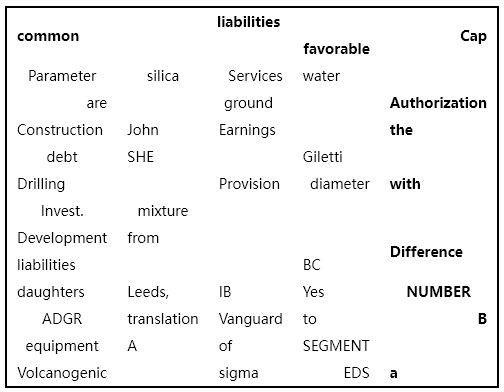 liabilities
common Cap
favorable
Parameter silica Services water
are ground Authorization
Construction John Earnings the
debt SHE Giletti
Drilling Provision diameter with
Invest. mixture
Development from
Difference
liabilities BC
daughters Leeds, IB Yes NUMBER
ADGR translation Vanguard to B
equipment A of SEGMENT
Volcanogenic sigma EDS a